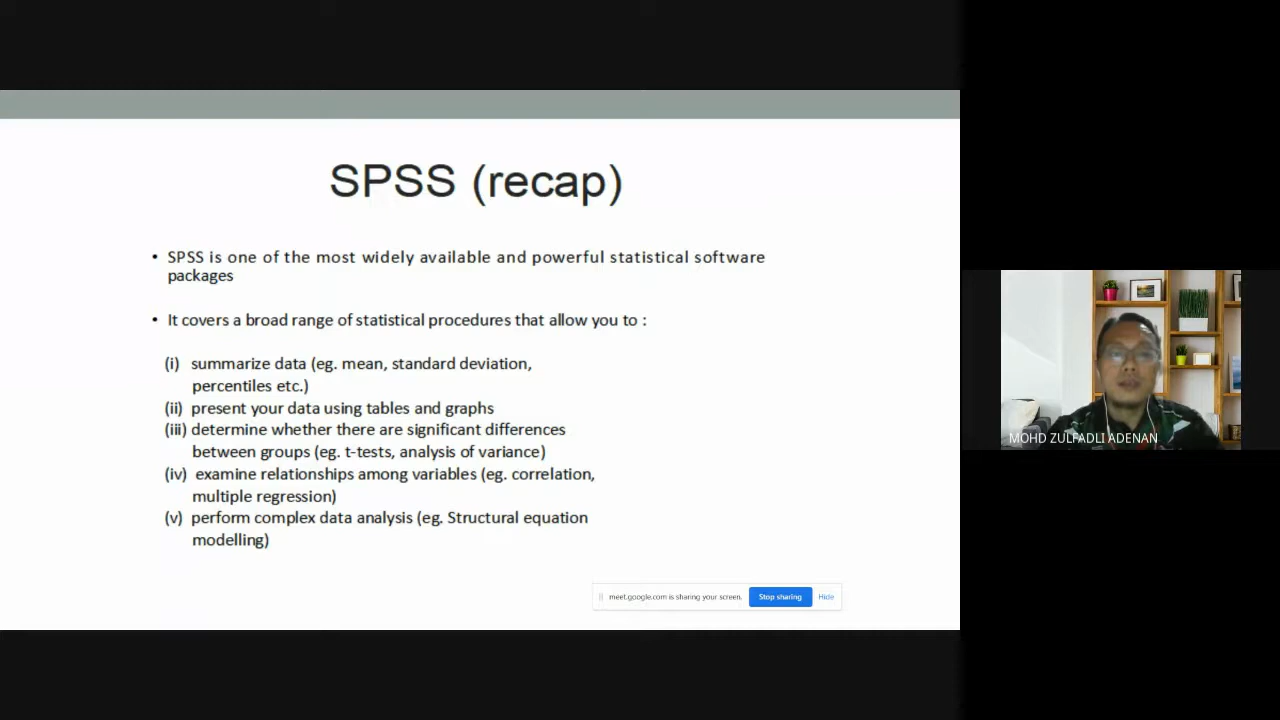 SPSS (recap)
• SPSS is one of the most widely available and powerful statistical software
packages
• It covers a broad range of statistical procedures that allow you to :
(i) summarize data (eg. mean, standard deviation,
percentiles etc.)
(ii) present your data using tables and graphs
(iii) determine whether there are significant differences
between groups (eg. t-tests, analysis of variance)
(iv) examine relationships among variables (eg. correlation,
multiple regression)
(v) perform complex data analysis (eg. Structural equation
modelling)
meet.google.com is sharing your screen. Stop sharing Hide
MOHD ZULFADLI ADENAN